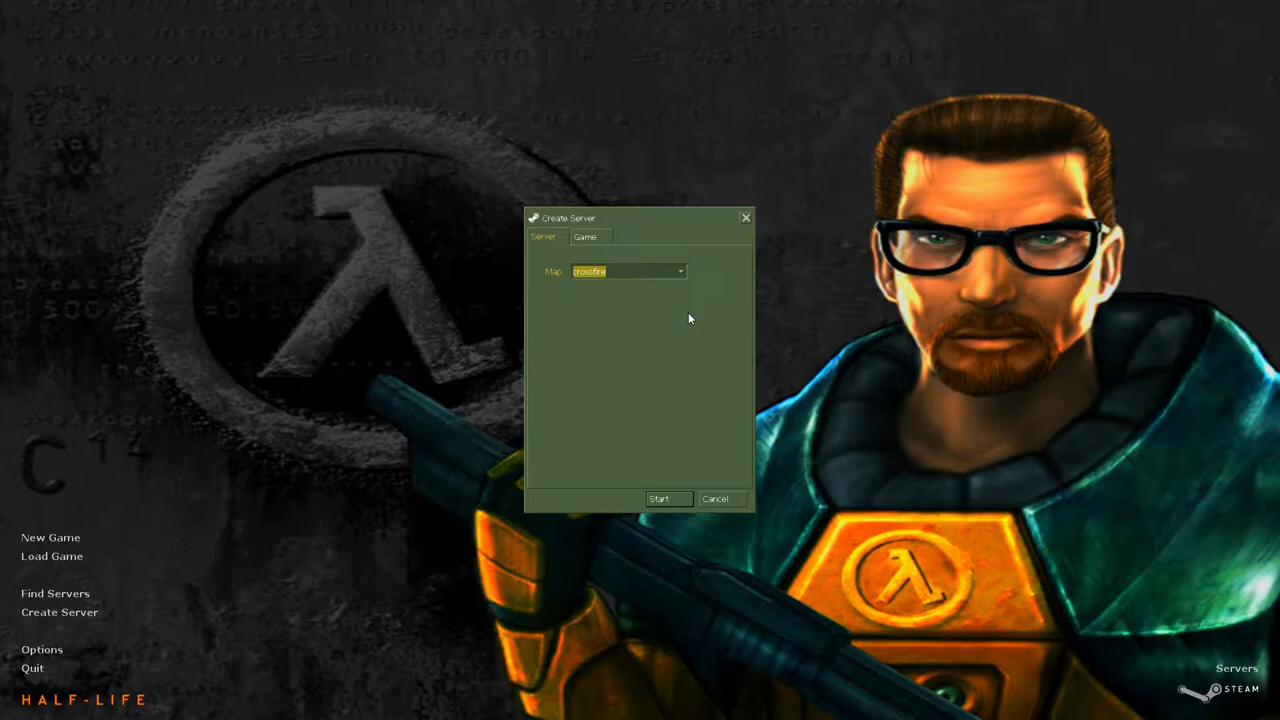 Create Server
Server
Game
Map
crossfire
Start
Cancel
New Game
Load Game
Find Servers
Create Server
Options
Quit
HALF-LIFE
Servers
STEAM